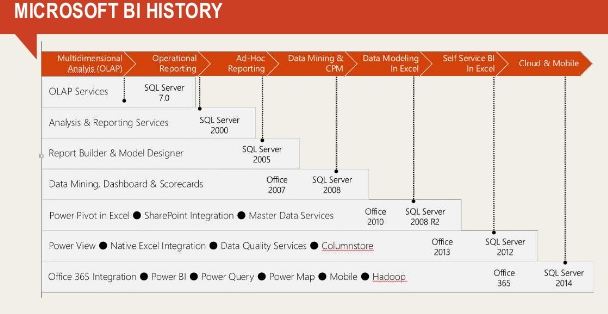 MICROSOFT BI HISTORY
Multidimensional
Analyis (OLAP)
Operational
Reporting
Ad-Hoc
Reporting
Data Mining &
CPM
Data Modeling
In Excel
Self Service BI
In Excel
Cloud & Mobile
OLAP Services
SQL Server
7.0
Analysis & Reporting Services
SQL Server
2000
Report Builder & Model Designer
SQL Server
2005
Data Mining, Dashboard & Scorecards
Office
2007
SQL Server
2008
Power Pivot in Excel ● SharePoint Integration ● Master Data Services
Office
2010
SQL Server
2008 R2
Power View ● Native Excel Integration ● Data Quality Services ● Columnstore
Office
2013
SQL Server
2012
Office 365 Integration ● Power BI ● Power Query ● Power Map ● Mobile ● Hadoop
Office
365
SQL Server
2014